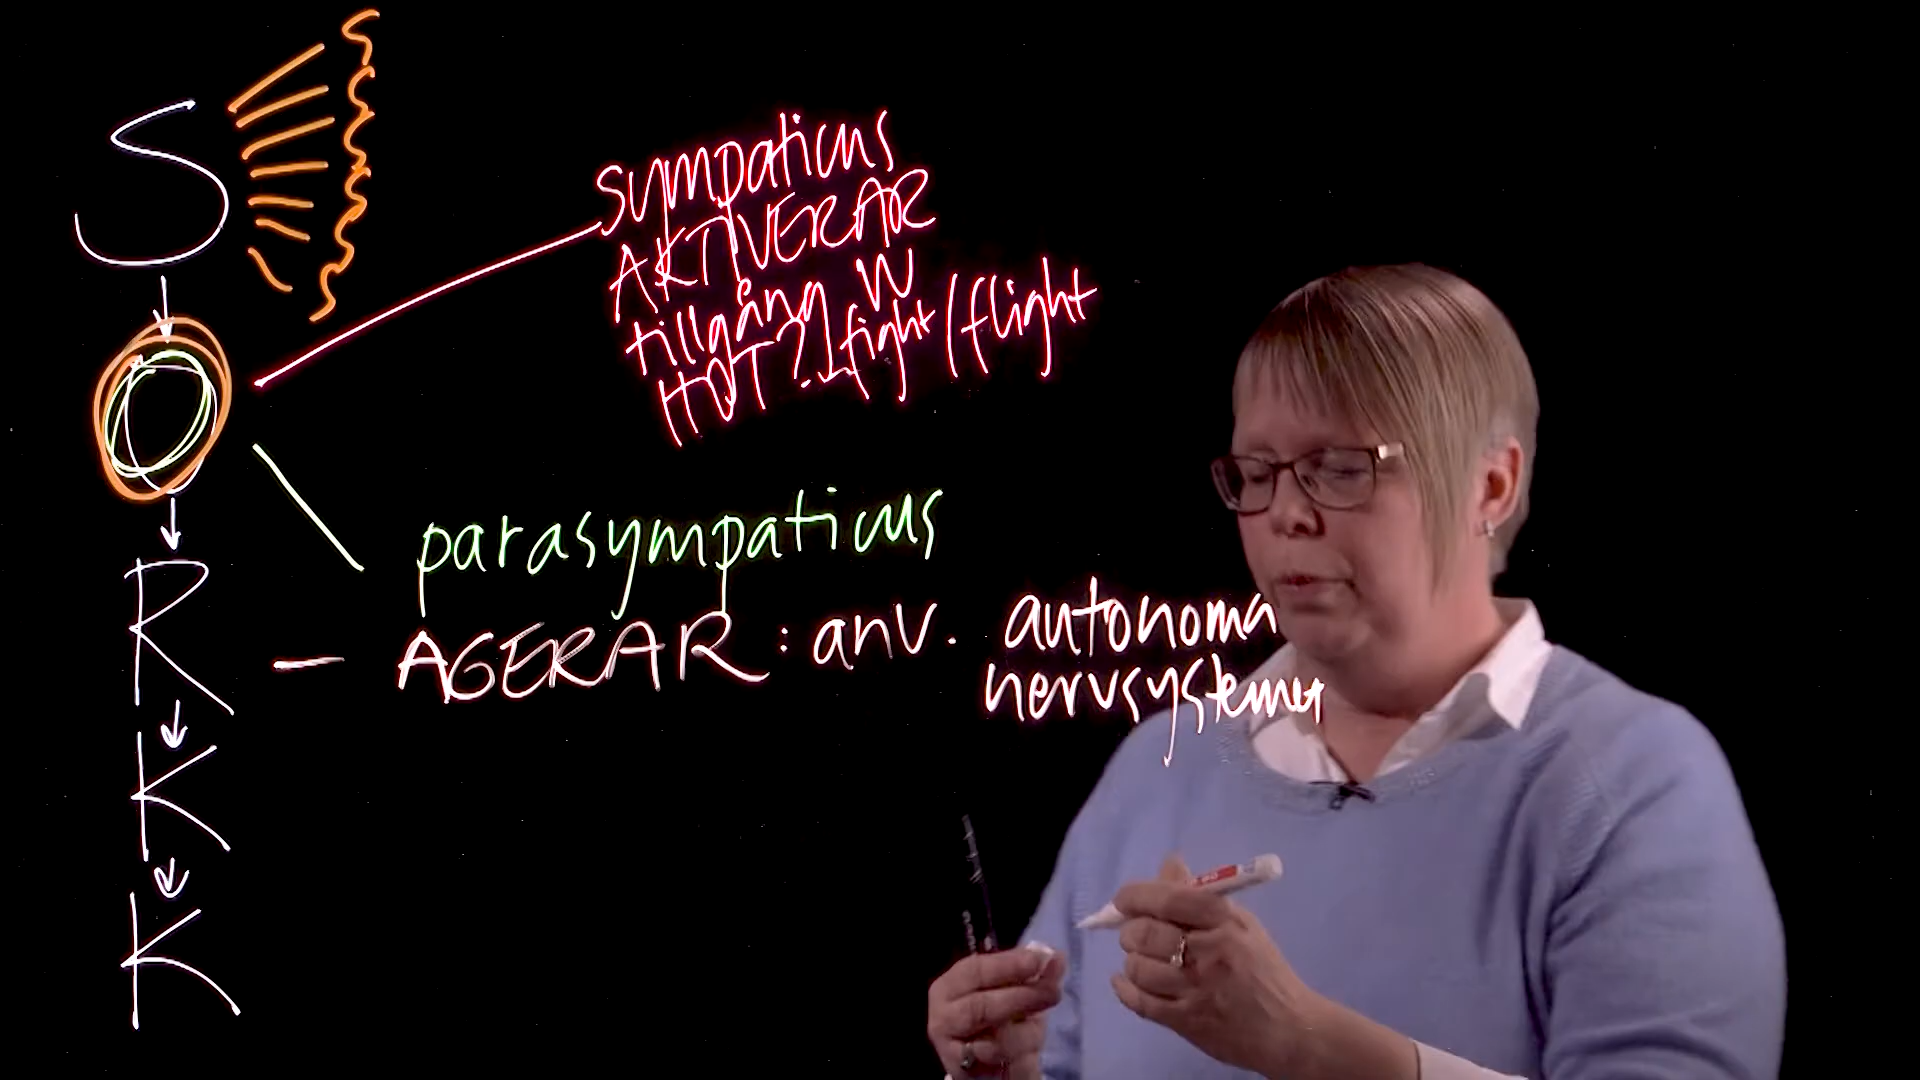 S
O
R
K
K
sympaticus
AKTIVERAR
tillgång N
HOT?! fight/flight
parasympaticus
— AGERAR: anv. autonoma
nervsystemet